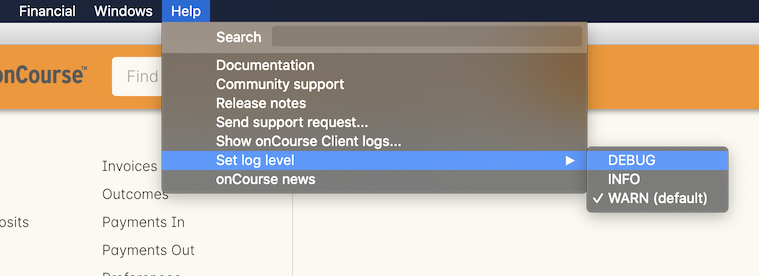 Financial Windows Help
Search
onCourse™ Find
Documentation
Community support
Release notes
Send support request...
Show onCourse Client logs...
Set log level
DEBUG
onCourse news
INFO
WARN (default)
Invoices
Outcomes
Payments In
Payments Out